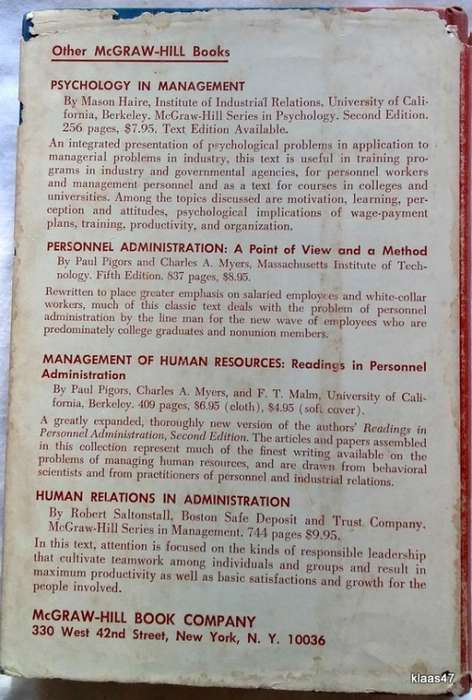 Other McGRAW-HILL Books
PSYCHOLOGY IN MANAGEMENT
By Mason Haire, Institute of Industrial Relations, University of Cali-
fornia, Berkeley. McGraw-Hill Series in Psychology. Second Edition.
256 pages, $7.95. Text Edition Available.
An integrated presentation of psychological problems in application to
managerial problems in industry, this text is useful in training pro-
grams in industry and governmental agencies, for personnel workers
and management personnel and as a text for courses in colleges and
universities. Among the topics discussed are motivation, learning, per-
ception and attitudes, psychological implications of wage-payment
plans, training, productivity, and organization.
PERSONNEL ADMINISTRATION: A Point of View and a Method
By Paul Pigors and Charles A. Myers, Massachusetts Institute of Tech-
nology. Fifth Edition. 837 pages, $8.95.
Rewritten to place greater emphasis on salaried employees and white-collar
workers, much of this classic text deals with the problem of personnel
administration by the line man for the new wave of employees who are
predominately college graduates and nonunion members.
MANAGEMENT OF HUMAN RESOURCES: Readings in Personnel
Administration
By Paul Pigors, Charles A. Myers, and F. T. Malm, University of Cali-
fornia, Berkeley. 409 pages, $6.95 (cloth), $4.95 (soft cover).
A greatly expanded, thoroughly new version of the authors' Readings in
Personnel Administration, Second Edition. The articles and papers assembled
in this collection represent much of the finest writing available on the
problems of managing human resources, and are drawn from behavioral
scientists and from practitioners of personnel and industrial relations.
HUMAN RELATIONS IN ADMINISTRATION
By Robert Saltonstall, Boston Safe Deposit and Trust Company.
McGraw-Hill Series in Management. 744 pages $9.95.
In this text, attention is focused on the kinds of responsible leadership
that cultivate teamwork among individuals and groups and result in
maximum productivity as well as basic satisfactions and growth for the
people involved.
McGRAW-HILL BOOK COMPANY
330 West 42nd Street, New York, N. Y. 10036
klaas47